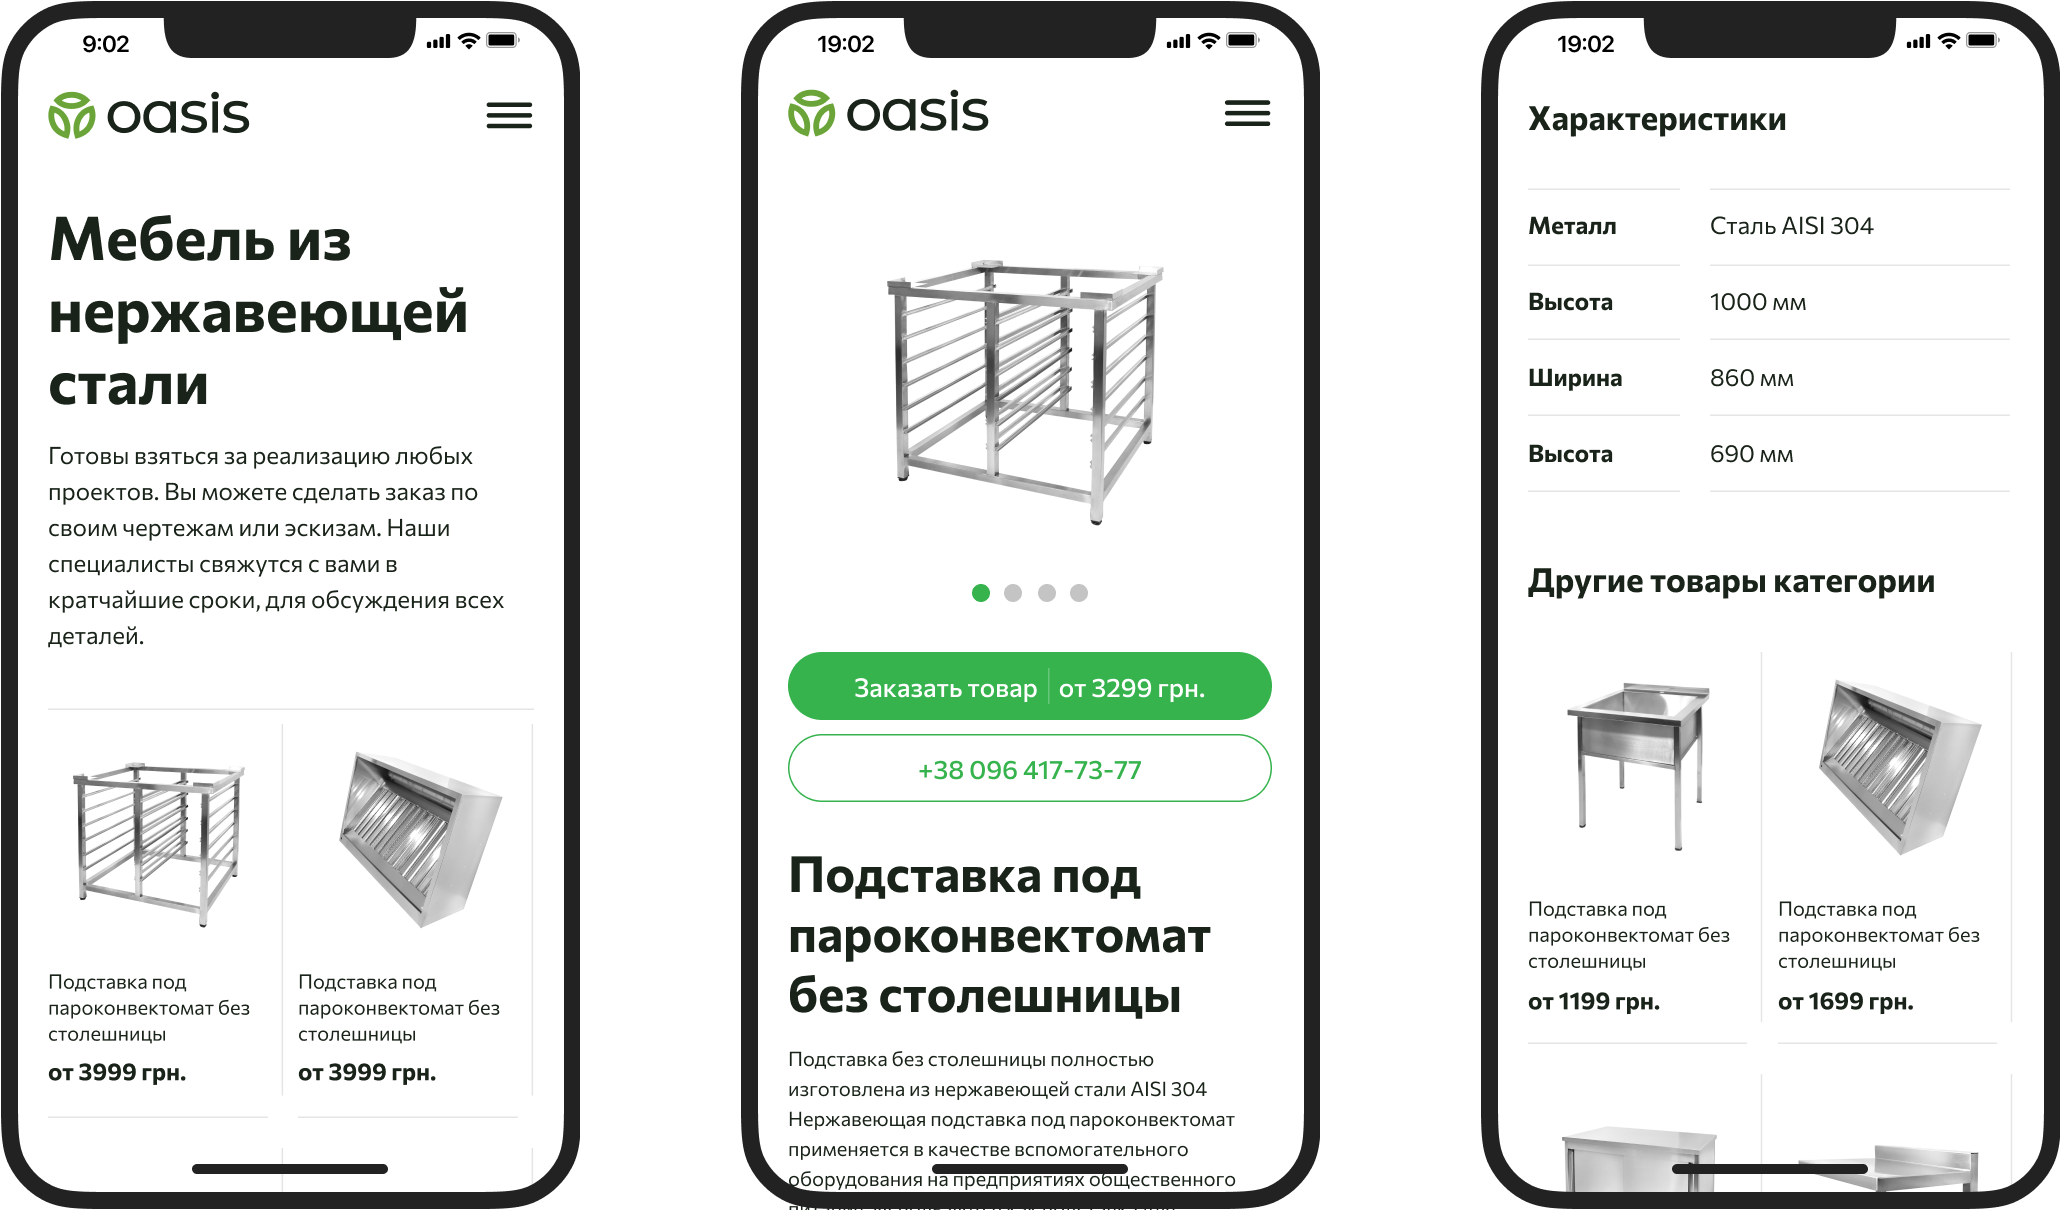 9:02
oasis
Мебель из
нержавеющей
стали
Готовы взяться за реализацию любых
проектов. Вы можете сделать заказ по
своим чертежам или эскизам. Наши
специалисты свяжутся с вами в
кратчайшие сроки, для обсуждения всех
деталей.
Подставка под
пароконвектомат без
столешницы
от 3999 грн.
Подставка под
пароконвектомат без
столешницы
от 3999 грн.
19:02
oasis
Заказать товар от 3299 грн.
+38 096 417-73-77
Подставка под
пароконвектомат
без столешницы
Подставка без столешницы полностью
изготовлена из нержавеющей стали AISI 304
Нержавеющая подставка под пароконвектомат
применяется в качестве вспомогательного
оборудования на предприятиях общественного
19:02
Характеристики
Металл Сталь AISI 304
Высота 1000 мм
Ширина 860 мм
Высота 690 мм
Другие товары категории
Подставка под
пароконвектомат без
столешницы
от 1199 грн.
Подставка под
пароконвектомат без
столешницы
от 1699 грн.